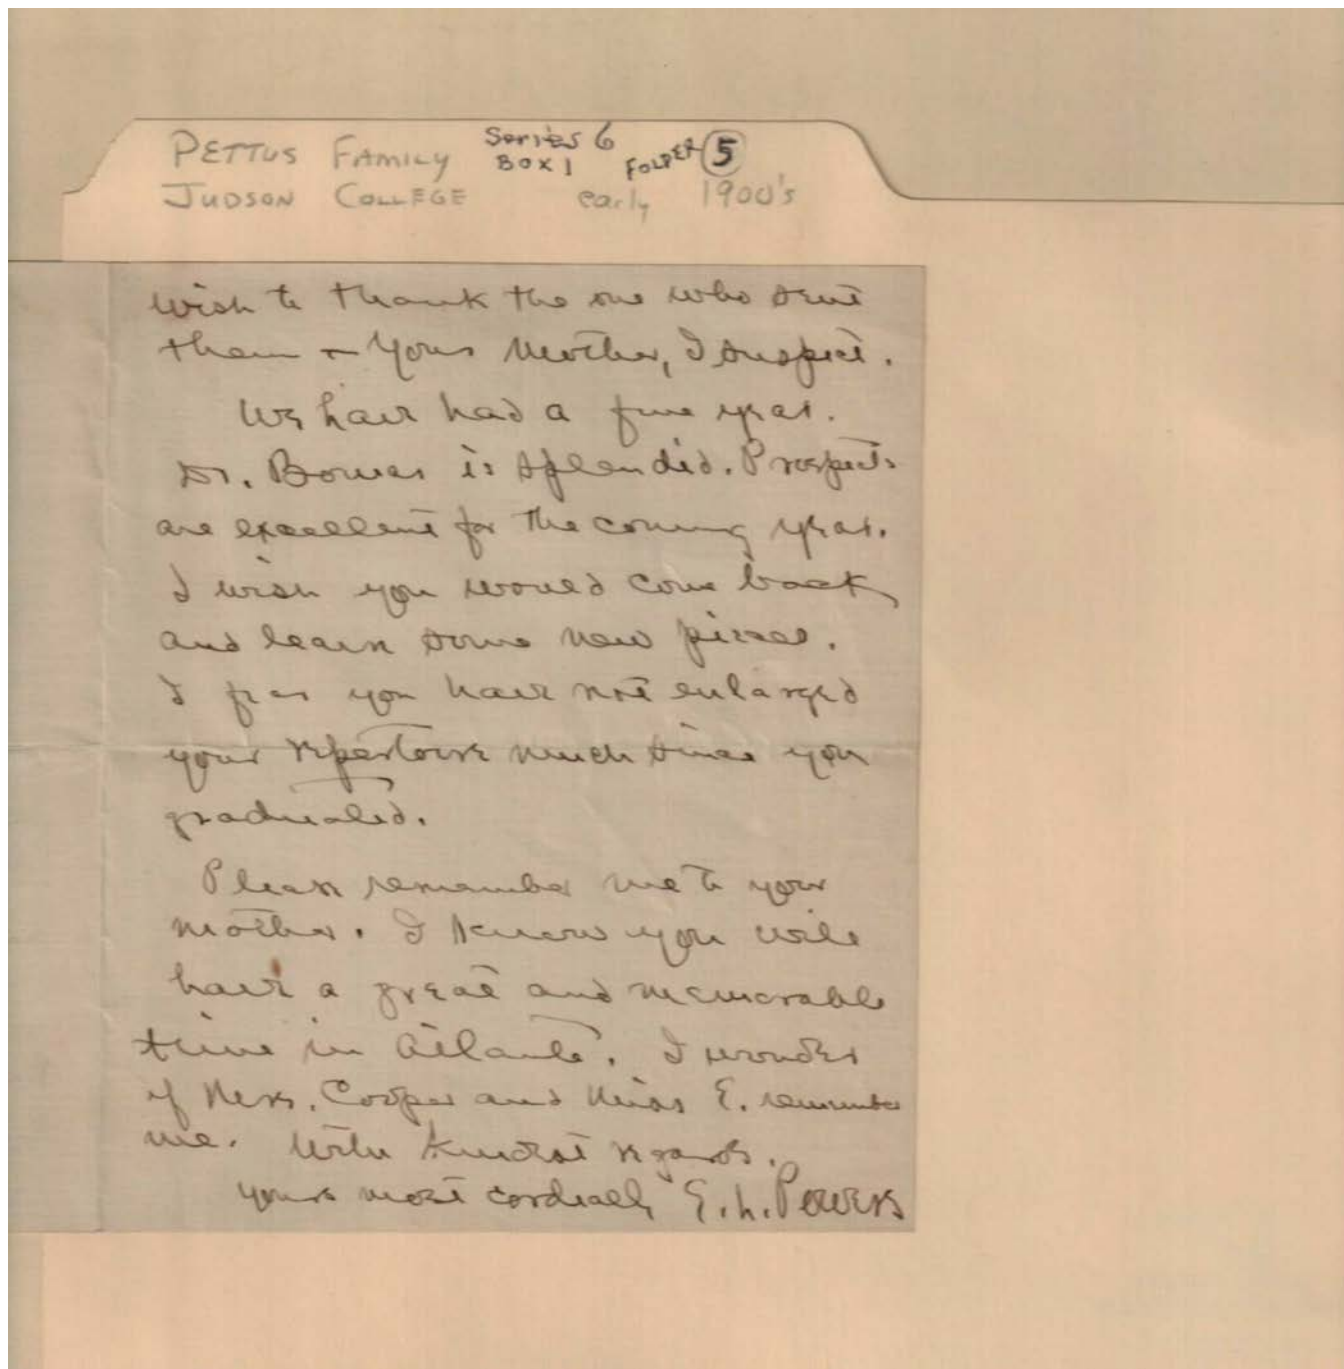 PETTUS FAMILY Series 6
BOX 1 FOLDER 5
JUDSON COLLEGE early 1900's
wish to thank the one who sent
them - Your Mother, I suspect.
We have had a fine year.
Dr. Bower is splendid. Prospects
are excellent for the coming year.
I wish you would come back
and learn some new pieces.
I fear you have not enlarged
your repertoire much since you
graduated.
Please remember me to your
mother. I know you will
have a great and memorable
time in Atlanta. I wonder
if Mrs. Cooper and Miss E. remember
me. With kindest regards.
yours most cordially E. L. Powers